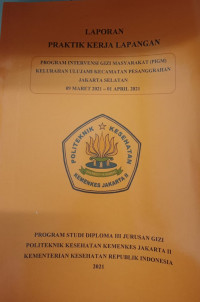 LAPORAN
PRAKTIK KERJA LAPANGAN
PROGRAM INTERVENSI GIZI MASYARAKAT (PIGM)
KELURAHAN ULUJAMI KECAMATAN PESANGGRAHAN
JAKARTA SELATAN
05 MARET 2021 – 01 APRIL 2021
POLITEKNIK KESEHATAN
KEMENKES JAKARTA II
PROGRAM STUDI DIPLOMA III JURUSAN GIZI
POLITEKNIK KESEHATAN KEMENKES JAKARTA II
KEMENTERIAN KESEHATAN REPUBLIK INDONESIA
2021